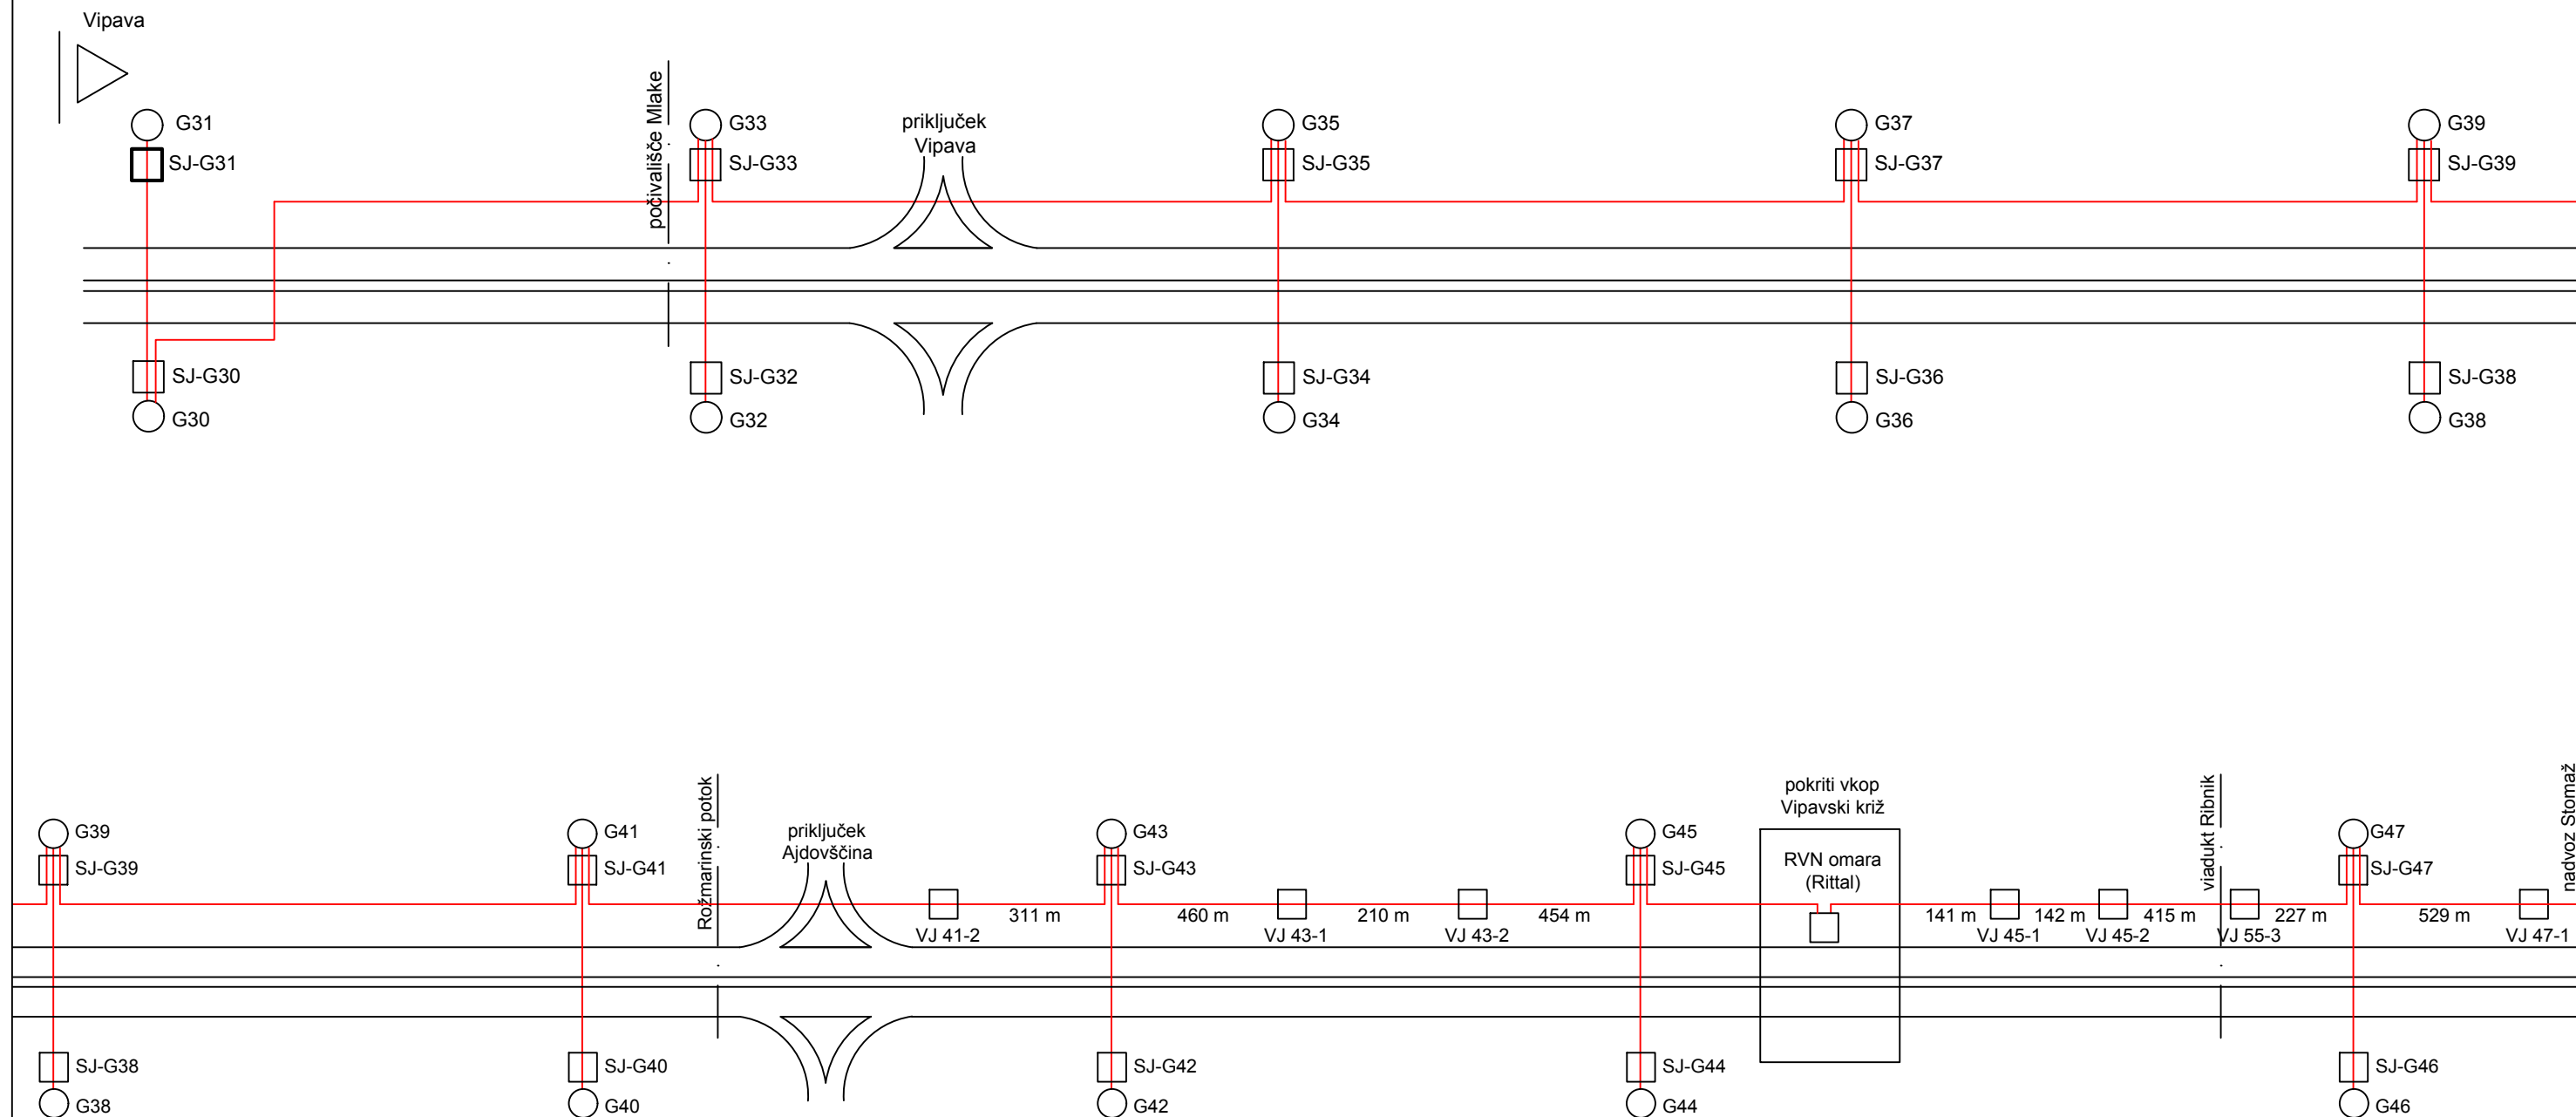 Vipava
G31
SJ-G31
počivališče Mlake
G33
SJ-G33
priključek
Vipava
G35
SJ-G35
G37
SJ-G37
G39
SJ-G39
SJ-G30
G30
SJ-G32
G32
SJ-G34
G34
SJ-G36
G36
SJ-G38
G38
G39
SJ-G39
G41
SJ-G41
Rožmarinski potok
priključek
Ajdovščina
VJ 41-2
311 m
G43
SJ-G43
460 m
VJ 43-1
210 m
VJ 43-2
454 m
G45
SJ-G45
pokriti vkop
Vipavski križ
RVN omara
(Rittal)
141 m
VJ 45-1
142 m
VJ 45-2
415 m
viadukt Ribnik
VJ 55-3
227 m
G47
SJ-G47
529 m
VJ 47-1
nadvoz Stomaž
SJ-G38
G38
SJ-G40
G40
SJ-G42
G42
SJ-G44
G44
SJ-G46
G46